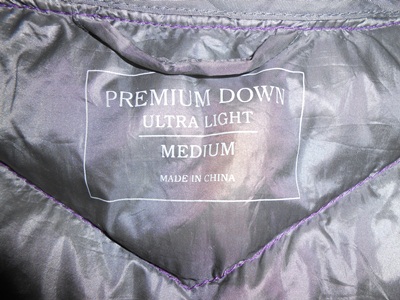 PREMIUM DOWN
ULTRA LIGHT
MEDIUM
MADE IN CHINA